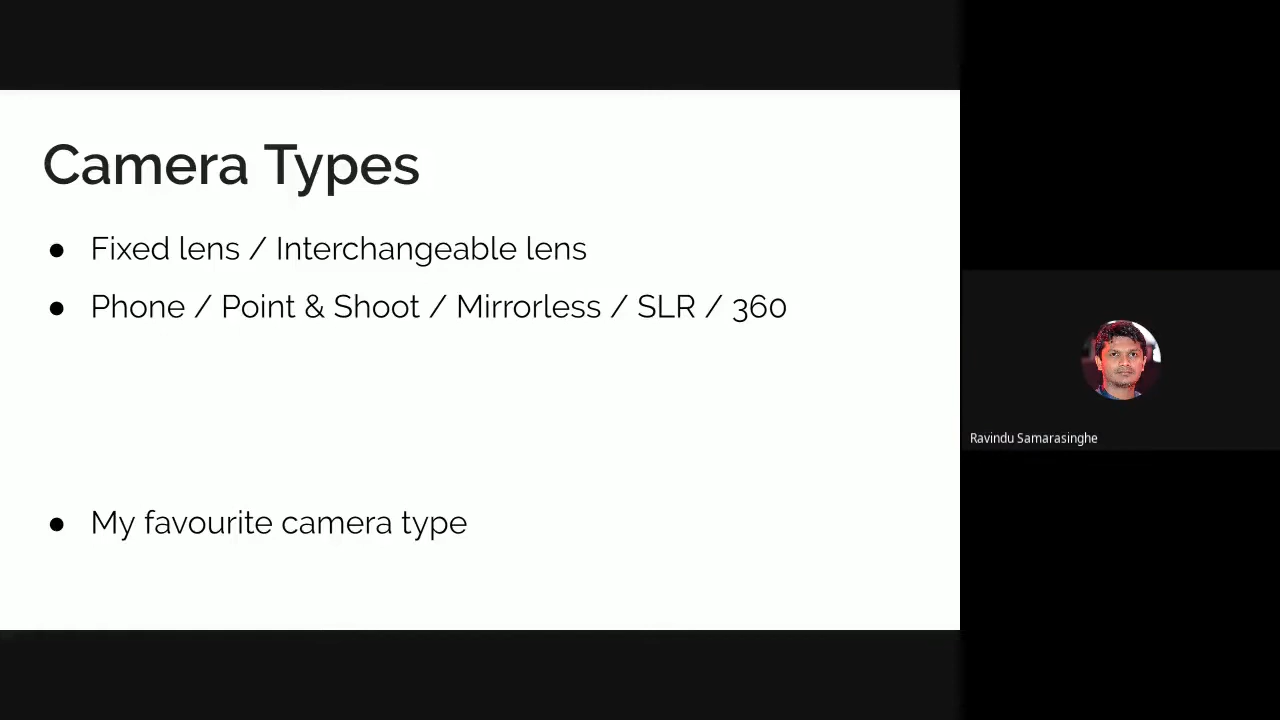 Camera Types
● Fixed lens / Interchangeable lens
● Phone / Point & Shoot / Mirrorless / SLR / 360
● My favourite camera type
Ravindu Samarasinghe